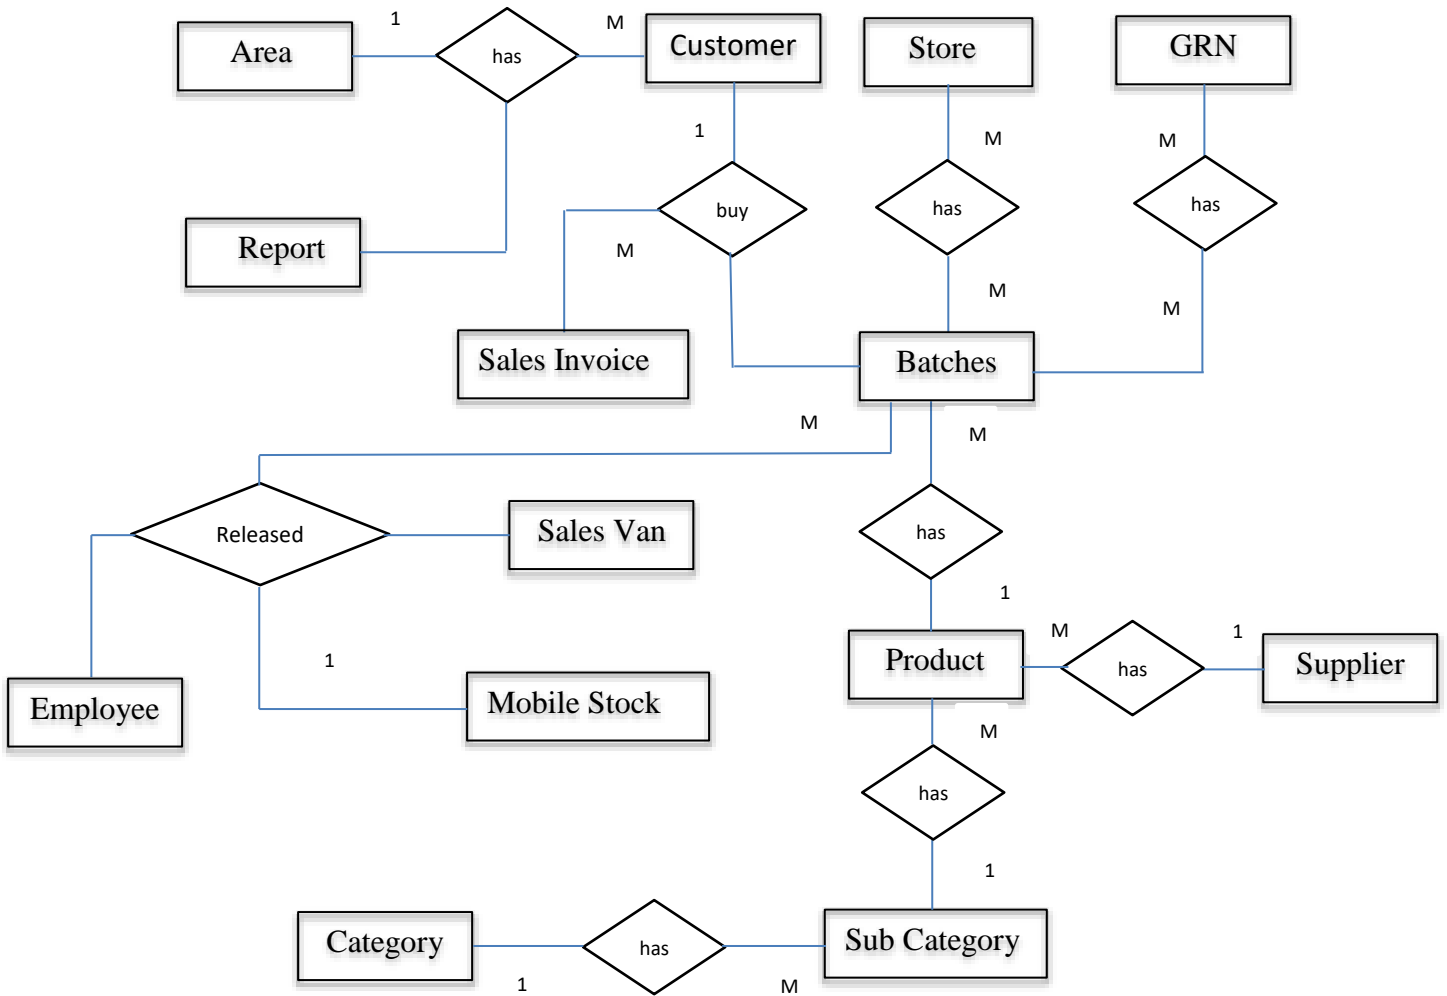 1
M
Area
has
Customer
Store
GRN
1
M
M
buy
has
has
Report
M
M
M
M
Sales Invoice
Batches
M
M
Released
Sales Van
has
1
1
M
1
Employee
Mobile Stock
Product
has
Supplier
M
has
1
Category
has
Sub Category
1
M